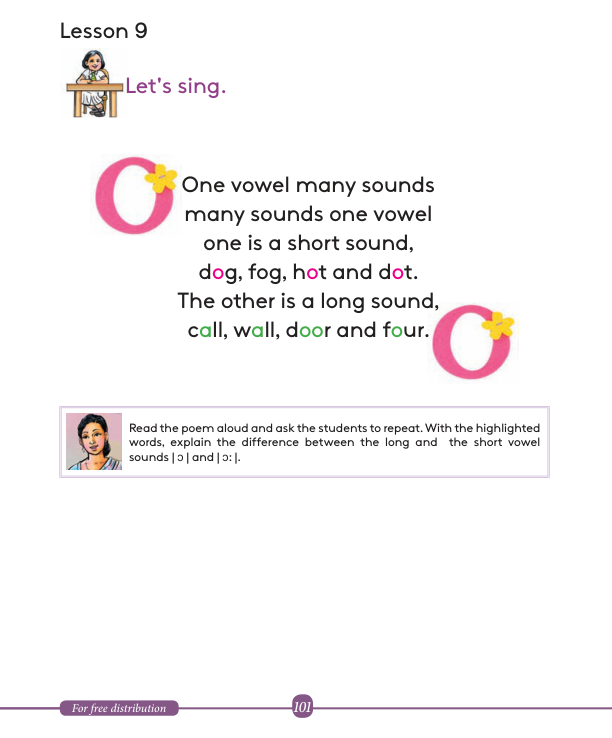 Lesson 9
Let's sing.
O
One vowel many sounds
many sounds one vowel
one is a short sound,
dog, fog, hot and dot.
The other is a long sound,
call, wall, door and four.
O
Read the poem aloud and ask the students to repeat. With the highlighted
words, explain the difference between the long and the short vowel
sounds | ɔ | and | ɔ: |.
For free distribution
101